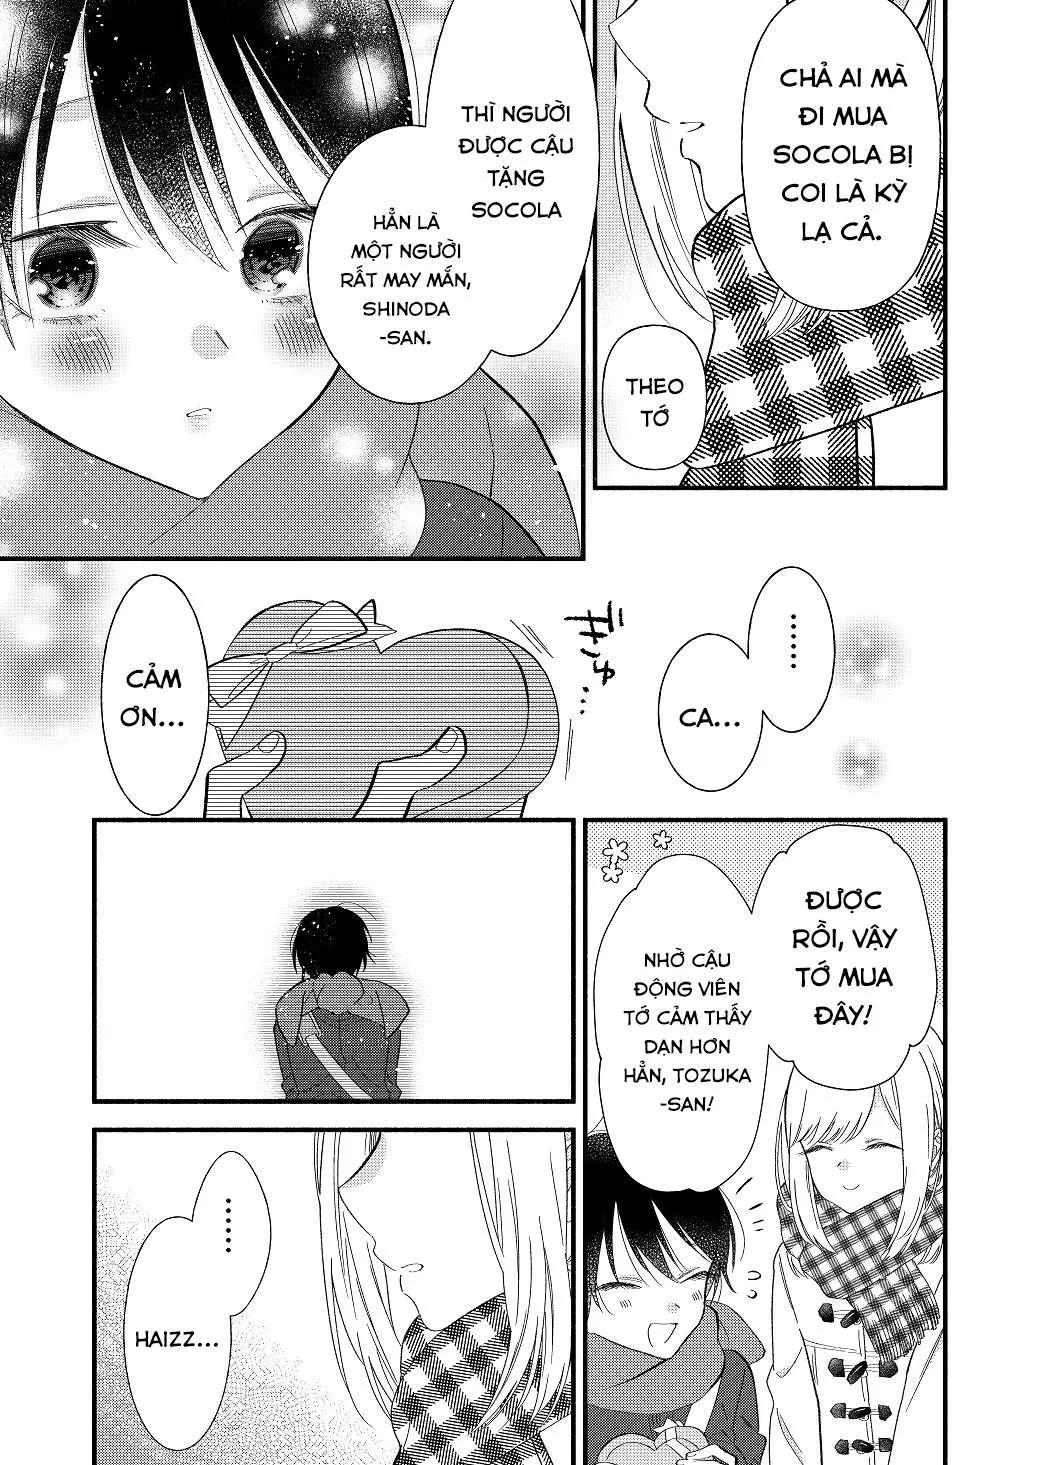 CHẢ AI MÀ
ĐI MUA
SOCOLA BỊ
COI LÀ KỲ
LẠ CẢ.
THEO
TỚ
THÌ NGƯỜI
ĐƯỢC CẬU
TẶNG
SOCOLA
HẲN LÀ
MỘT NGƯỜI
RẤT MAY MẮN,
SHINODA
-SAN.
......
CA...
ギュ...
CẢM
ƠN...
ĐƯỢC
RỒI, VẬY
TỚ MUA
ĐÂY!
NHỜ CẬU
ĐỘNG VIÊN
TỚ CẢM THẤY
DẠN HƠN
HẲN, TOZUKA
-SAN!
......
HAIZZ...